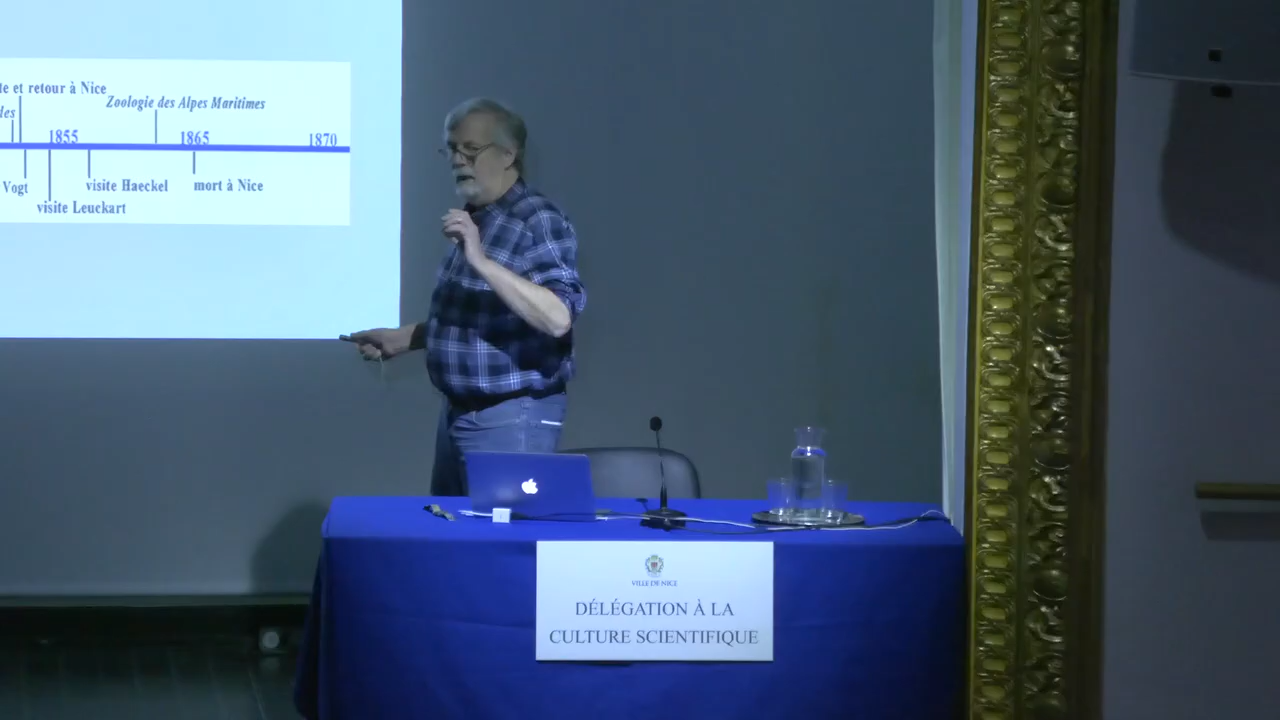 et retour à Nice
Zoologie des Alpes Maritimes
1855
1865
1870
Vogt
visite Haeckel
mort à Nice
visite Leuckart
VILLE DE NICE
DÉLÉGATION À LA
CULTURE SCIENTIFIQUE